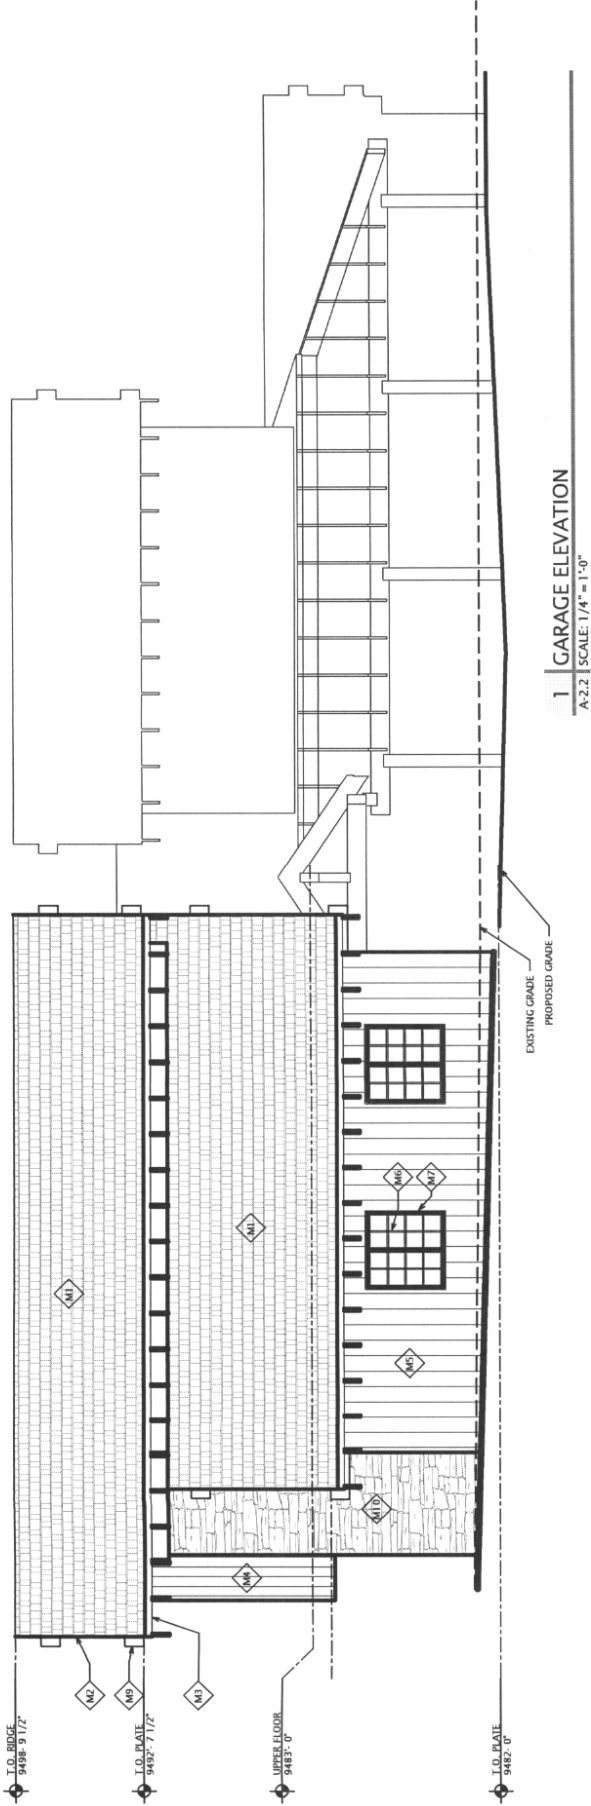 T.O. RIDGE
9498- 9 1/2"
T.O. PLATE
9492'- 7 1/2"
UPPER FLOOR
9483'- 0"
T.O. PLATE
9482- 0"
M2
M9
M3
M1
M1
M4
M10
M5
M6
M7
EXISTING GRADE
PROPOSED GRADE
1 GARAGE ELEVATION
A-2.2 SCALE: 1/4" = 1'-0"